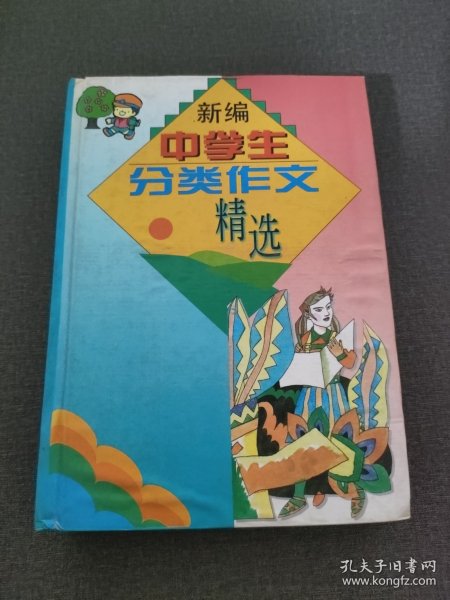 新编
中学生
分类作文
精选
孔夫子旧书网
www.kongfz.com